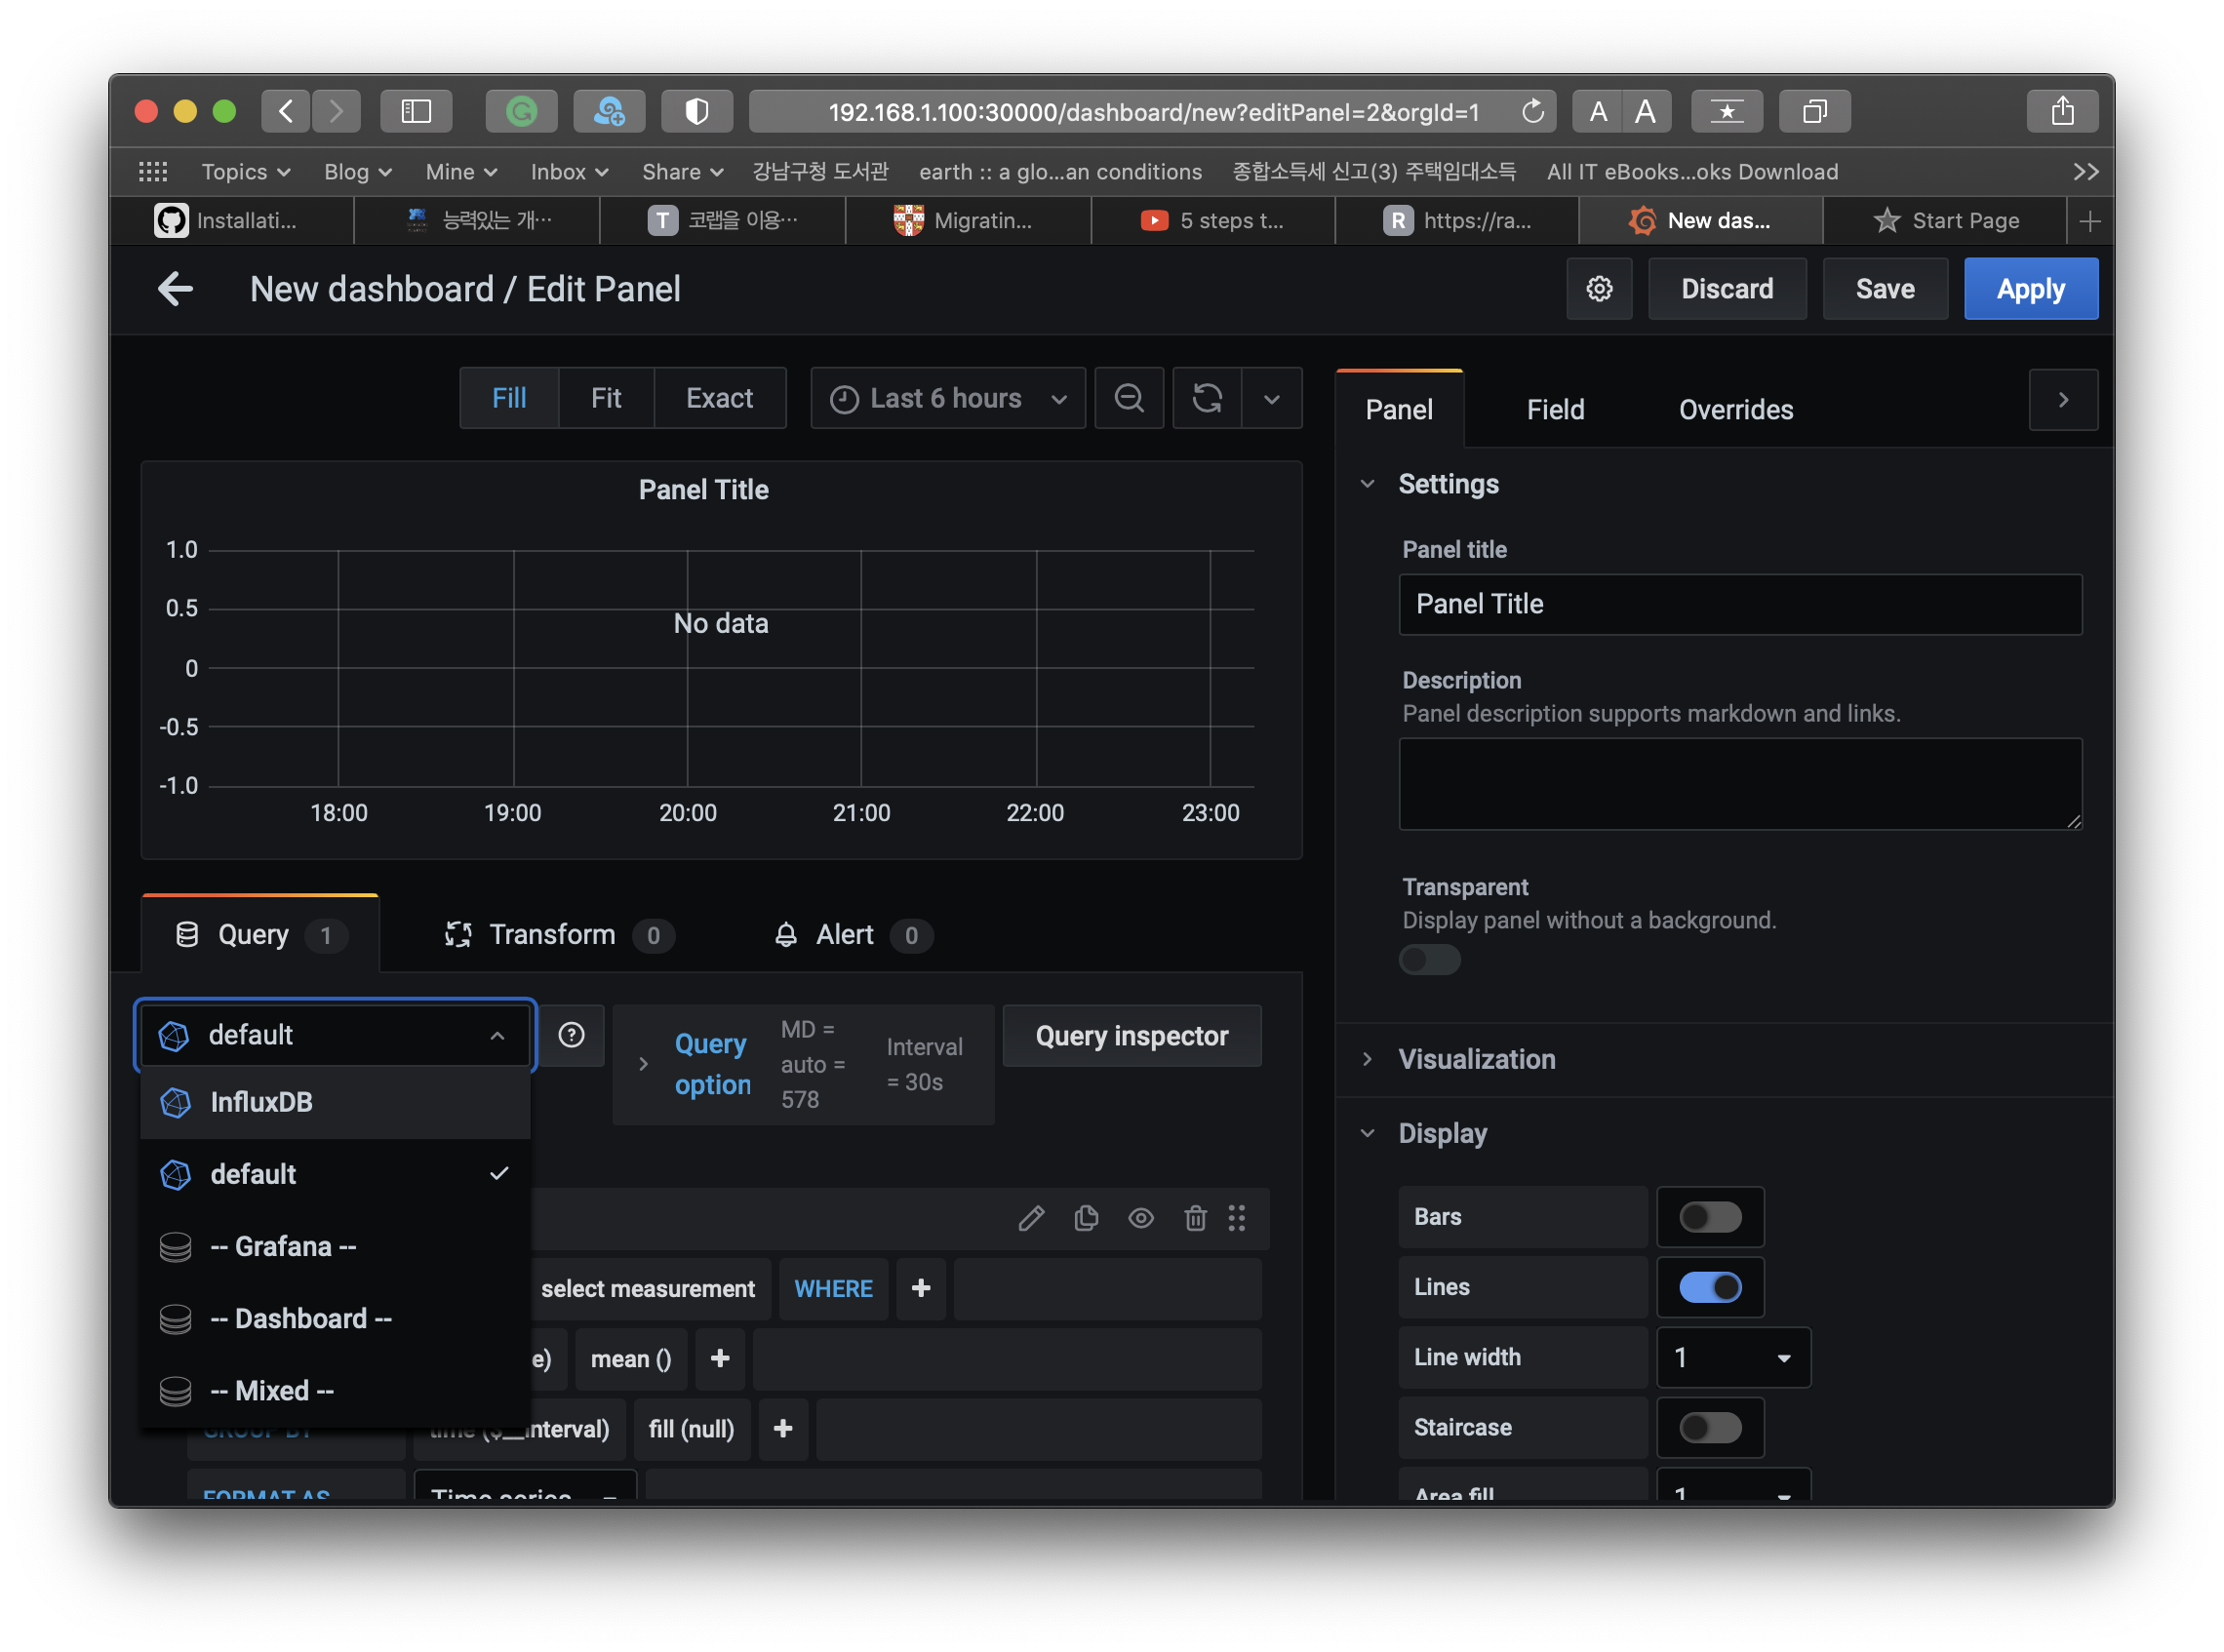 192.168.1.100:30000/dashboard/new?editPanel=2&orgId=1
A A
Topics Blog Mine Inbox Share 강남구청 도서관 earth :: a glo...an conditions 종합소득세 신고(3) 주택임대소득 All IT eBooks...oks Download
Installati... 능력있는 개… T 코랩을 이용… Migratin... 5 steps t... R https://ra... New das... Start Page
New dashboard / Edit Panel
Discard Save Apply
Fill Fit Exact Last 6 hours
Panel Field Overrides
Panel Title
1.0
0.5
0
-0.5
-1.0
No data
18:00 19:00 20:00 21:00 22:00 23:00
Query 1 Transform 0 Alert 0
default
Query option
MD = auto = 578
Interval = 30s
Query inspector
InfluxDB
default
-- Grafana --
-- Dashboard --
-- Mixed --
select measurement WHERE +
e) mean () +
GROUP BY time ($__interval) fill (null) +
FORMAT AS Time series
Settings
Panel title
Panel Title
Description
Panel description supports markdown and links.
Transparent
Display panel without a background.
Visualization
Display
Bars
Lines
Line width 1
Staircase
Area fill 1